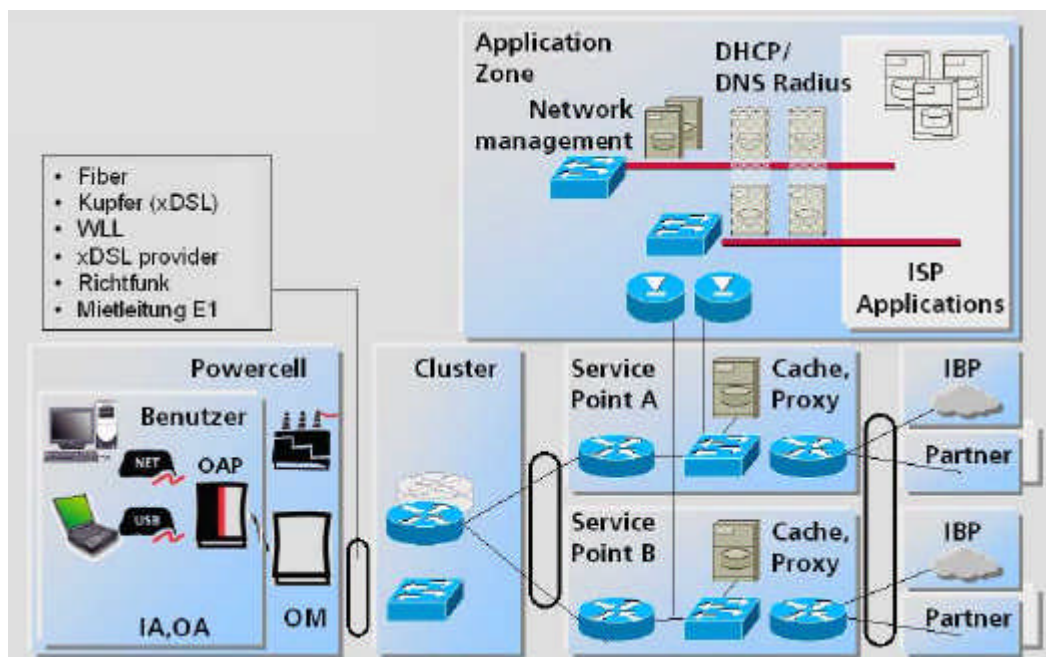 Application
Zone
DHCP/
DNS Radius
Network
management
ISP
Applications
• Fiber
• Kupfer (xDSL)
• WLL
• xDSL provider
• Richtfunk
• Mietleitung E1
Powercell
Benutzer
NET
OAP
USB
IA,OA
OM
Cluster
Service
Point A
Cache,
Proxy
IBP
Partner
Service
Point B
Cache,
Proxy
IBP
Partner